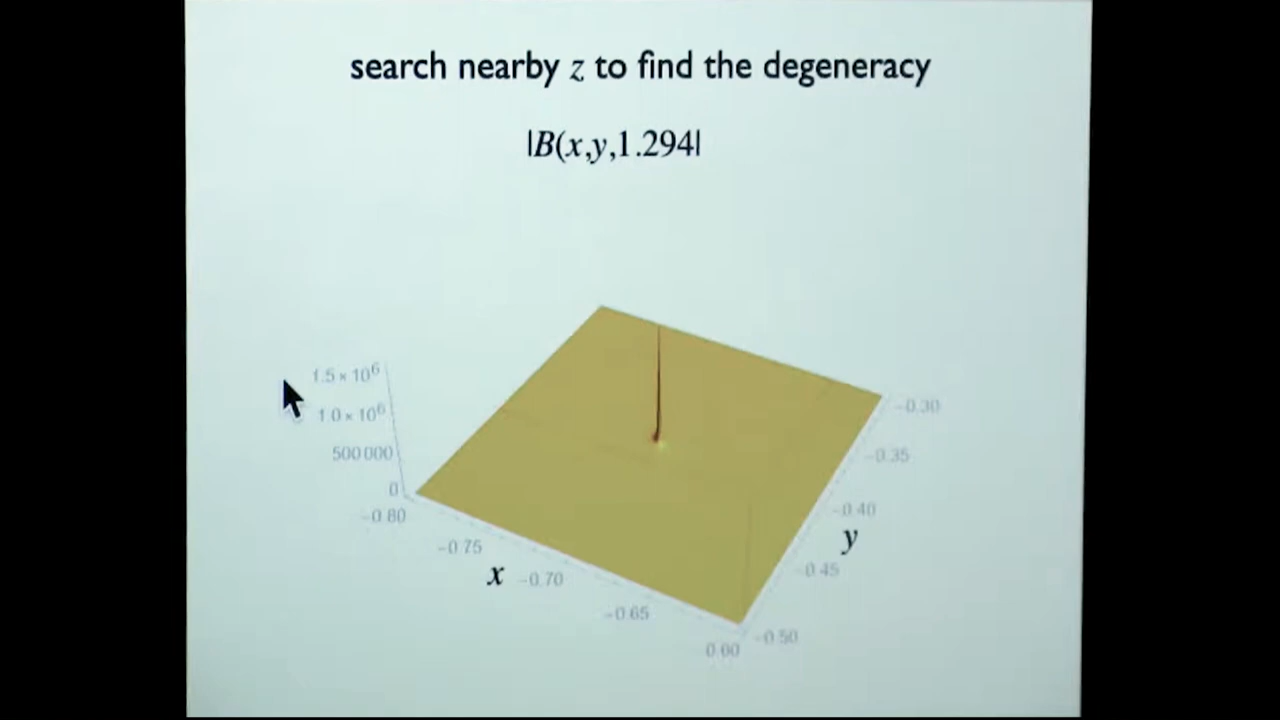 search nearby z to find the degeneracy
|B(x,y,1.294|
1.5 × 10⁶
1.0 × 10⁶
500 000
0
-0.80
-0.75
x
-0.70
-0.65
0.60
-0.30
-0.35
-0.40
y
-0.45
-0.50